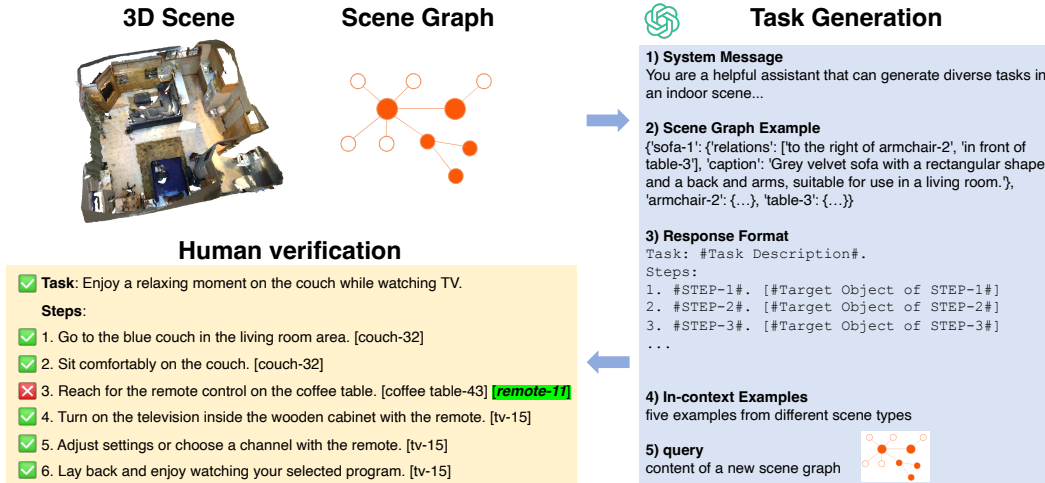 3D Scene
Scene Graph
Task Generation
1) System Message
You are a helpful assistant that can generate diverse tasks in
an indoor scene...
2) Scene Graph Example
{'sofa-1': {'relations': ['to the right of armchair-2', 'in front of
table-3'], 'caption': 'Grey velvet sofa with a rectangular shape
and a back and arms, suitable for use in a living room.'},
'armchair-2': {…}, 'table-3': {…}}
3) Response Format
Task: #Task Description#.
Steps:
1. #STEP-1#. [#Target Object of STEP-1#]
2. #STEP-2#. [#Target Object of STEP-2#]
3. #STEP-3#. [#Target Object of STEP-3#]
...
4) In-context Examples
five examples from different scene types
5) query
content of a new scene graph
Human verification
Task: Enjoy a relaxing moment on the couch while watching TV.
Steps:
1. Go to the blue couch in the living room area. [couch-32]
2. Sit comfortably on the couch. [couch-32]
3. Reach for the remote control on the coffee table. [coffee table-43] [remote-11]
4. Turn on the television inside the wooden cabinet with the remote. [tv-15]
5. Adjust settings or choose a channel with the remote. [tv-15]
6. Lay back and enjoy watching your selected program. [tv-15]